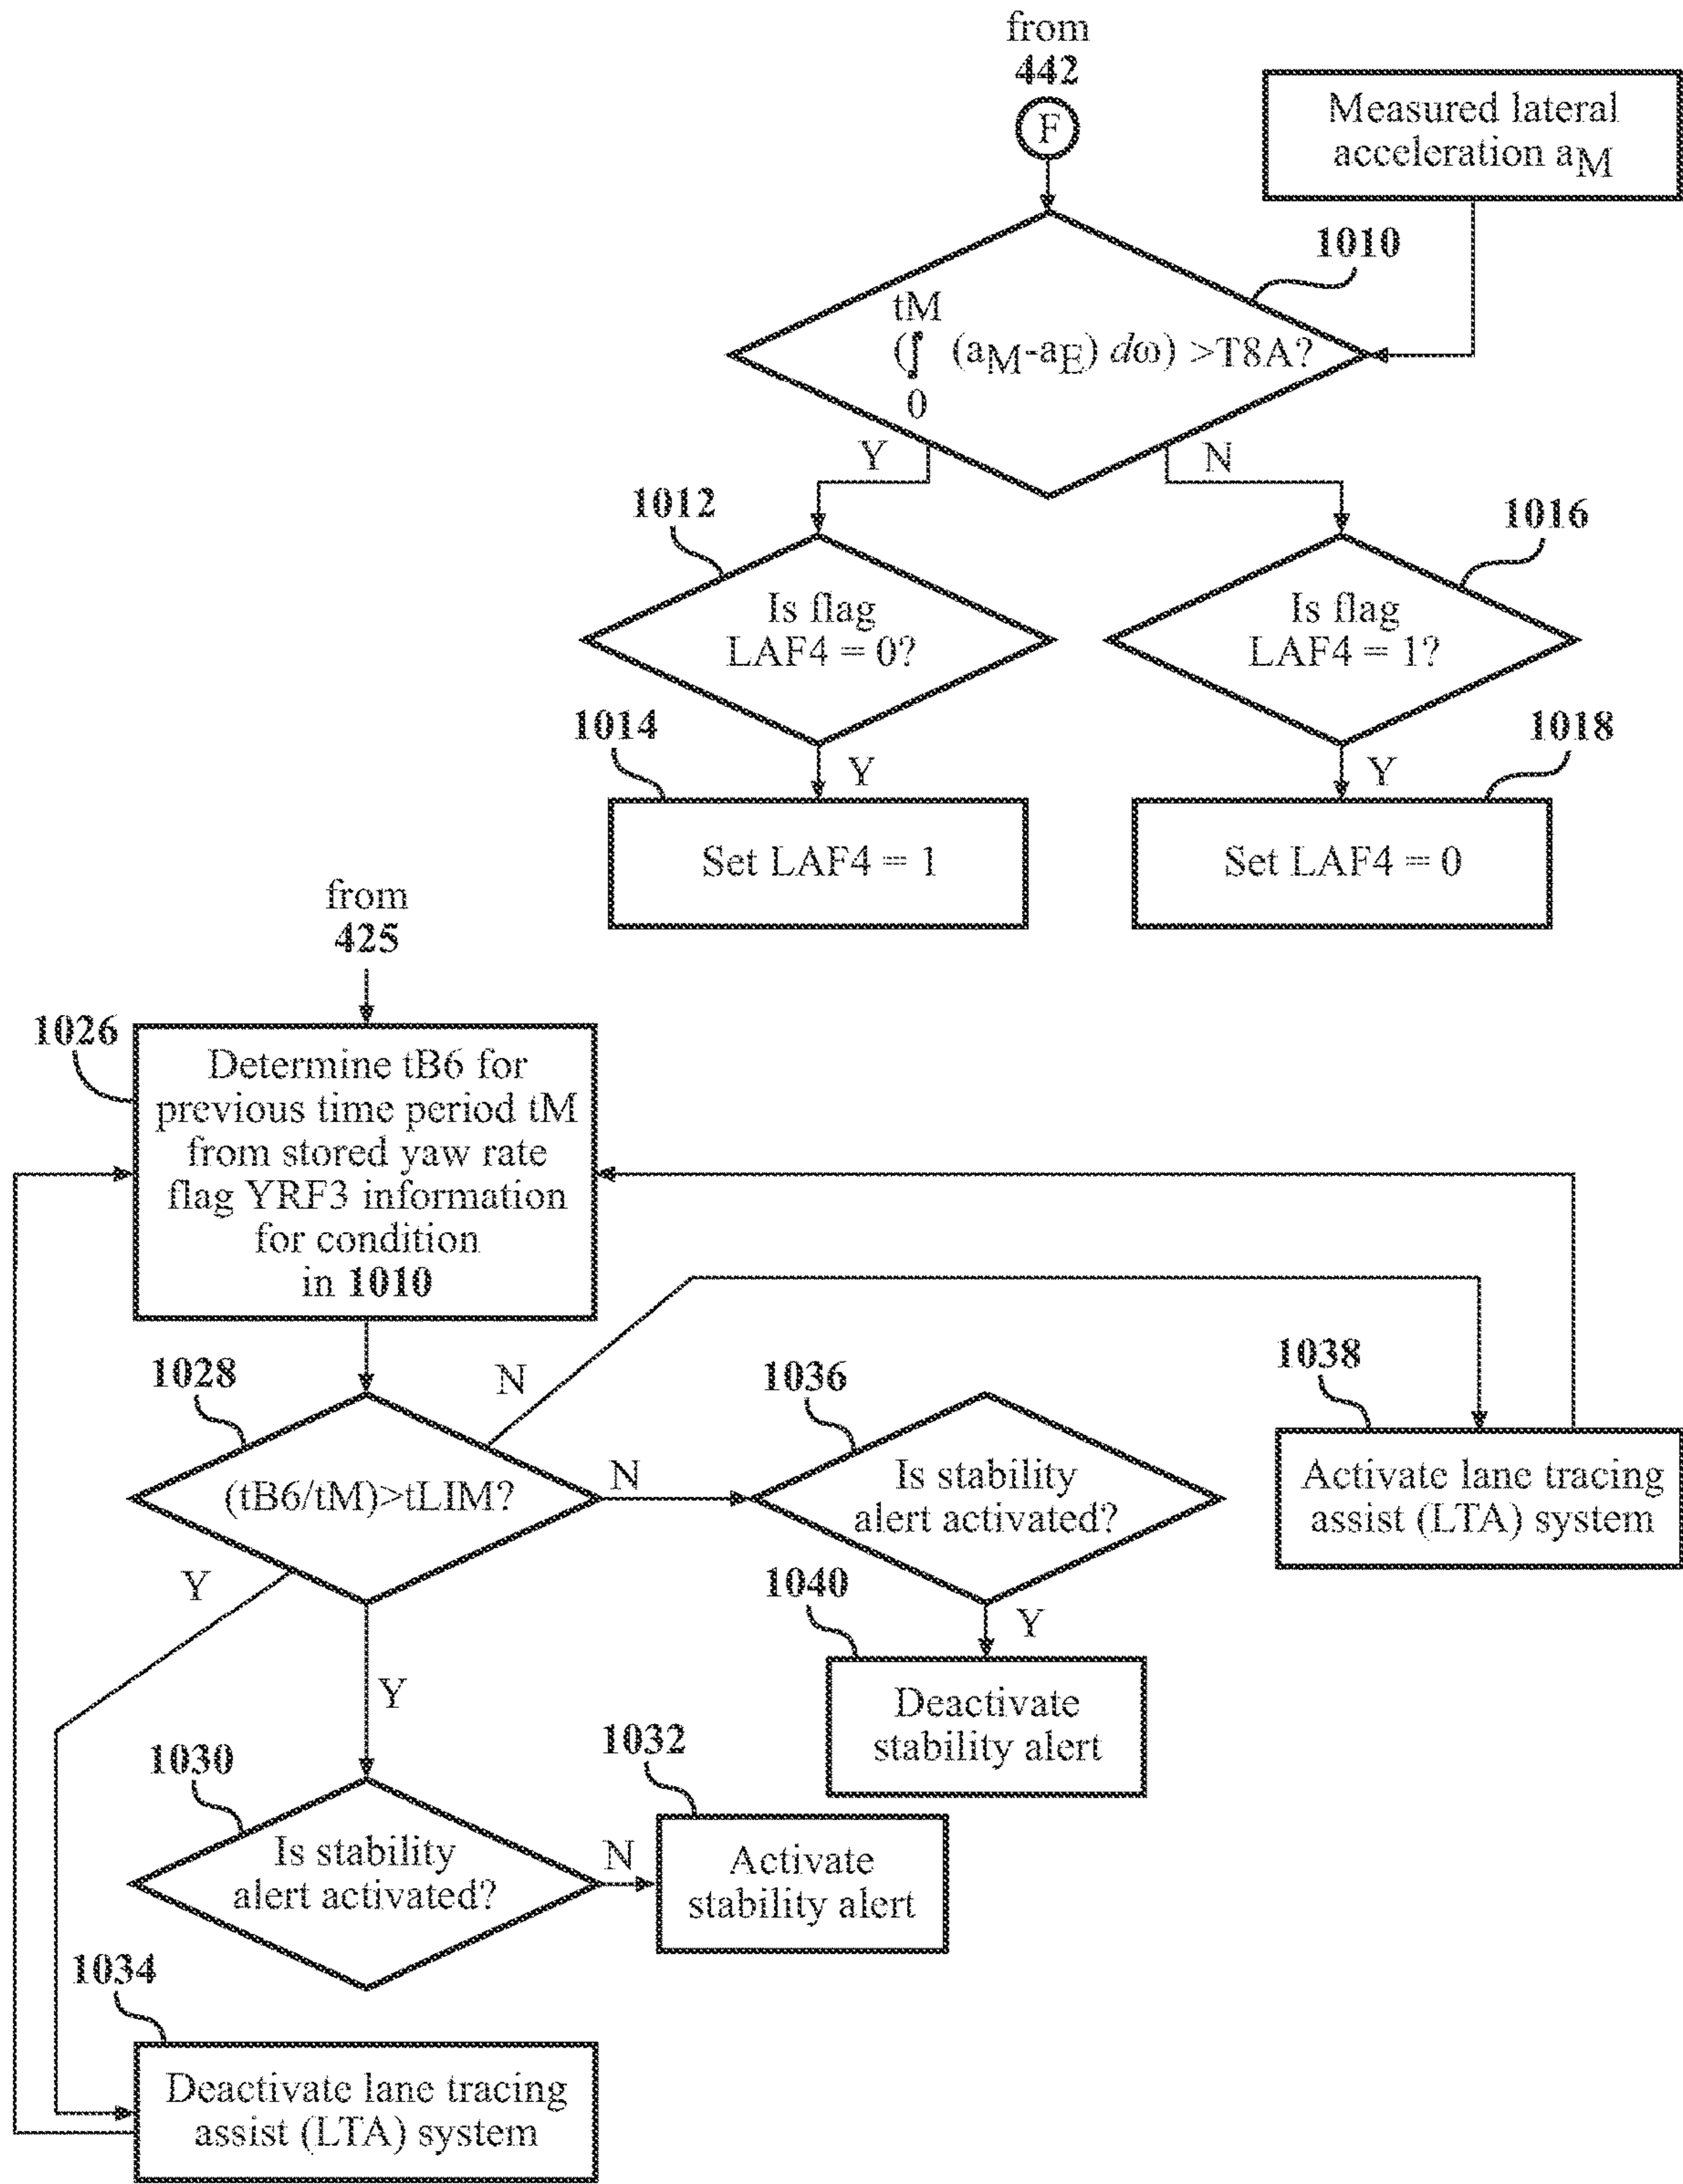 from
442
F
Measured lateral
acceleration aM
1010
tM
(∫ (aM-aE) dω) >T8A?
0
Y
N
1012
1016
Is flag
LAF4 = 0?
Is flag
LAF4 = 1?
1014
1018
Y
Y
Set LAF4 = 1
Set LAF4 = 0
from
425
1026
Determine tB6 for
previous time period tM
from stored yaw rate
flag YRF3 information
for condition
in 1010
1028
N
1036
1038
(tB6/tM)>tLIM?
N
Is stability
alert activated?
Activate lane tracing
assist (LTA) system
Y
1040
Y
Deactivate
stability alert
Y
1030
1032
Is stability
alert activated?
N
Activate
stability alert
1034
Deactivate lane tracing
assist (LTA) system